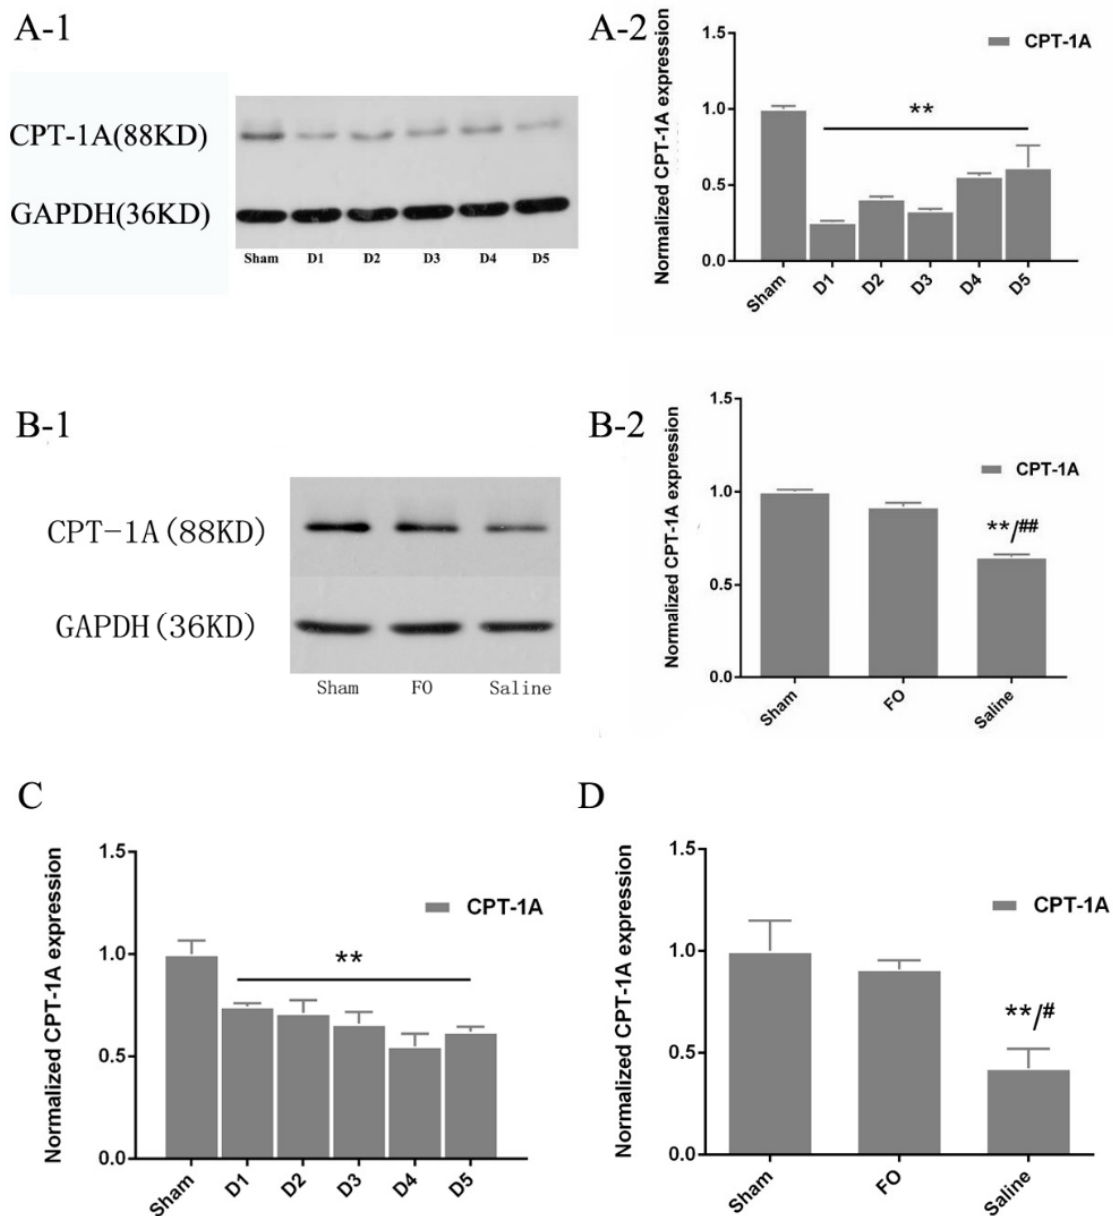 A-1
CPT-1A(88KD)
GAPDH(36KD)
Sham D1 D2 D3 D4 D5
A-2
Normalized CPT-1A expression
1.5
1.0
0.5
0.0
CPT-1A
**
Sham D1 D2 D3 D4 D5
B-1
CPT-1A(88KD)
GAPDH(36KD)
Sham FO Saline
B-2
Normalized CPT-1A expression
1.5
1.0
0.5
0.0
CPT-1A
**/##
Sham FO Saline
C
Normalized CPT-1A expression
1.5
1.0
0.5
0.0
CPT-1A
**
Sham D1 D2 D3 D4 D5
D
Normalized CPT-1A expression
1.5
1.0
0.5
0.0
CPT-1A
**/#
Sham FO Saline